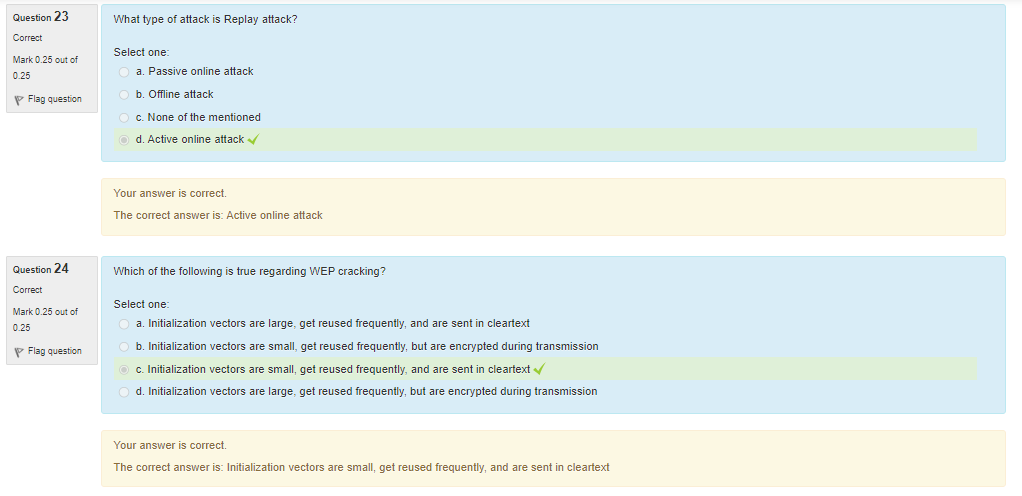 Question 23
Correct
Mark 0.25 out of
0.25
Flag question
What type of attack is Replay attack?
Select one:
a. Passive online attack
b. Offline attack
c. None of the mentioned
d. Active online attack
Your answer is correct.
The correct answer is: Active online attack
Question 24
Correct
Mark 0.25 out of
0.25
Flag question
Which of the following is true regarding WEP cracking?
Select one:
a. Initialization vectors are large, get reused frequently, and are sent in cleartext
b. Initialization vectors are small, get reused frequently, but are encrypted during transmission
c. Initialization vectors are small, get reused frequently, and are sent in cleartext
d. Initialization vectors are large, get reused frequently, but are encrypted during transmission
Your answer is correct.
The correct answer is: Initialization vectors are small, get reused frequently, and are sent in cleartext